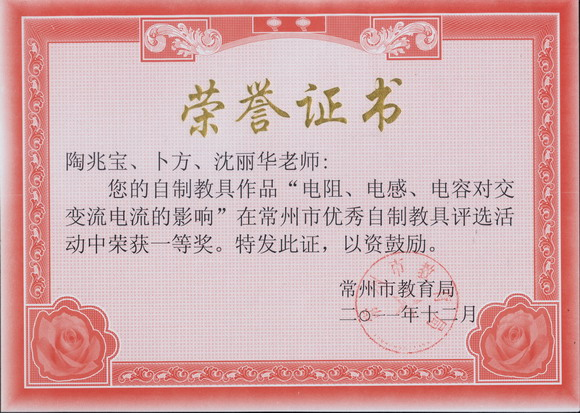 荣誉证书
陶兆宝、卜方、沈丽华老师:
您的自制教具作品“电阻、电感、电容对交
变流电流的影响”在常州市优秀自制教具评选活
动中荣获一等奖。特发此证，以资鼓励。
常州市教育局
二〇一一年十二月